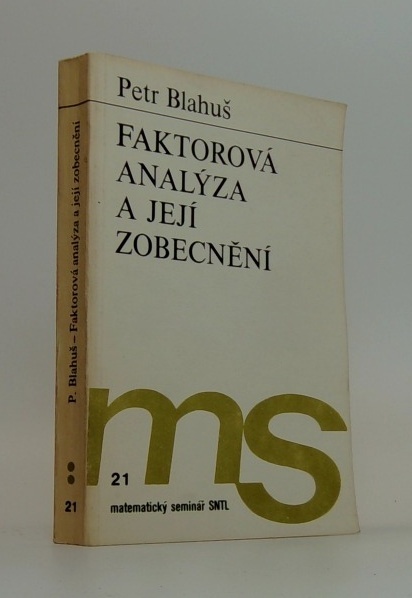 Petr Blahuš
FAKTOROVÁ
ANALÝZA
A JEJÍ
ZOBECNĚNÍ
ms
21
matematický seminář SNTL
P. Blahuš – Faktorová analýza a její zobecnění
21